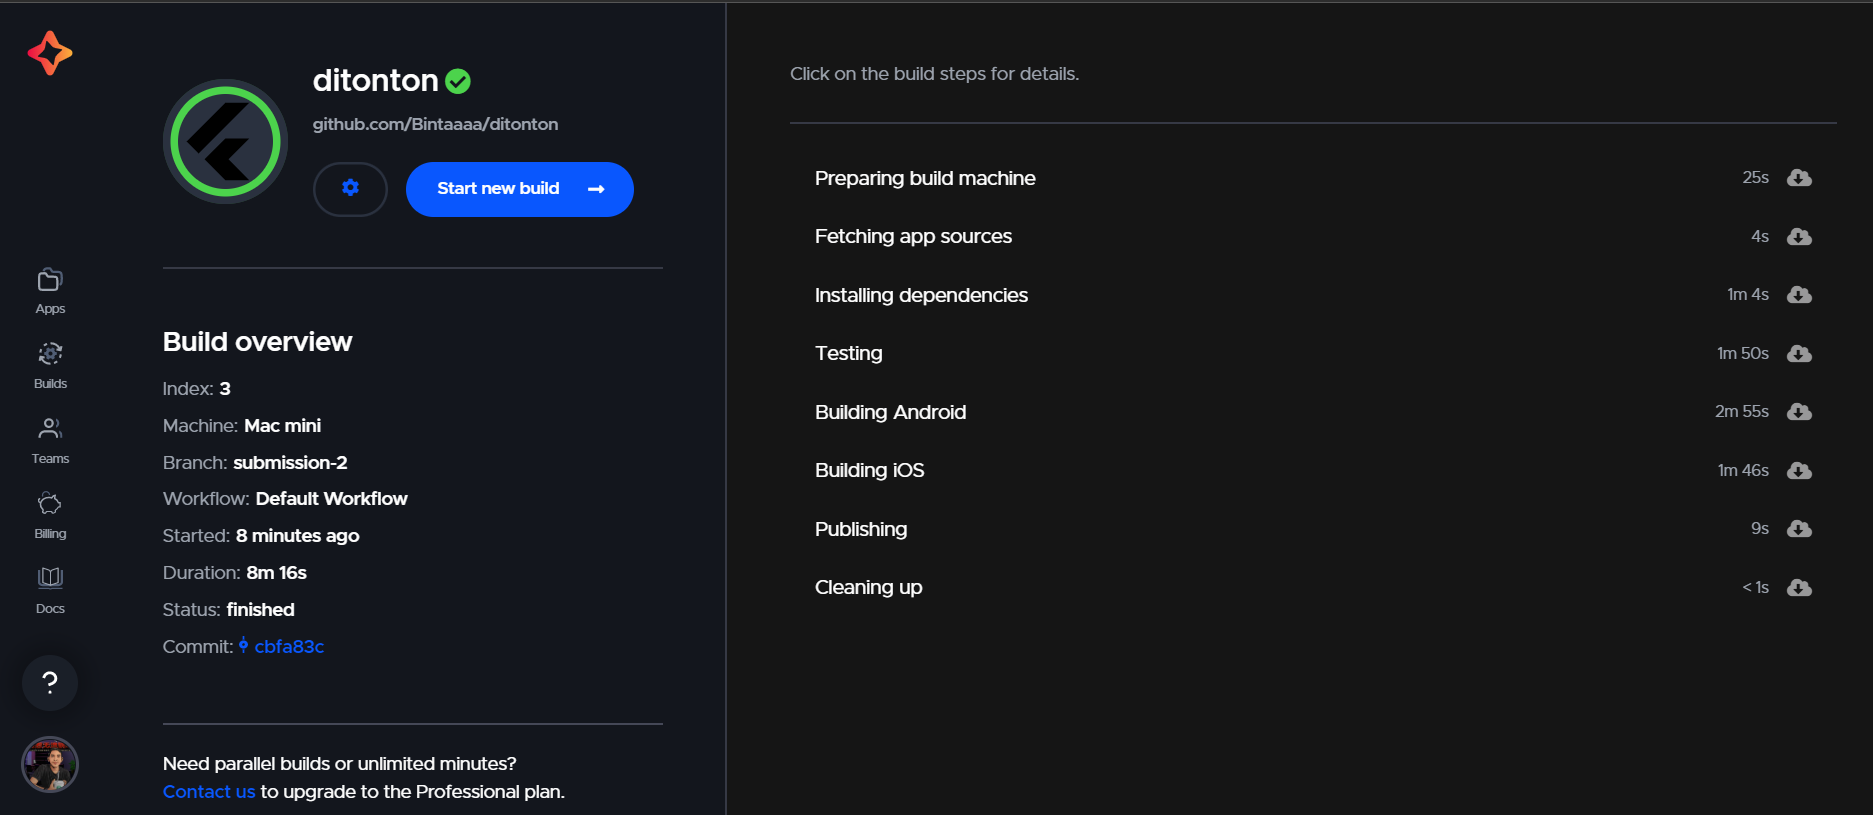 ditonton
github.com/Bintaaaa/ditonton
Start new build
Apps
Builds
Teams
Billing
Docs
?
Build overview
Index: 3
Machine: Mac mini
Branch: submission-2
Workflow: Default Workflow
Started: 8 minutes ago
Duration: 8m 16s
Status: finished
Commit: cbfa83c
Need parallel builds or unlimited minutes?
Contact us to upgrade to the Professional plan.
Click on the build steps for details.
Preparing build machine 25s
Fetching app sources 4s
Installing dependencies 1m 4s
Testing 1m 50s
Building Android 2m 55s
Building iOS 1m 46s
Publishing 9s
Cleaning up < 1s